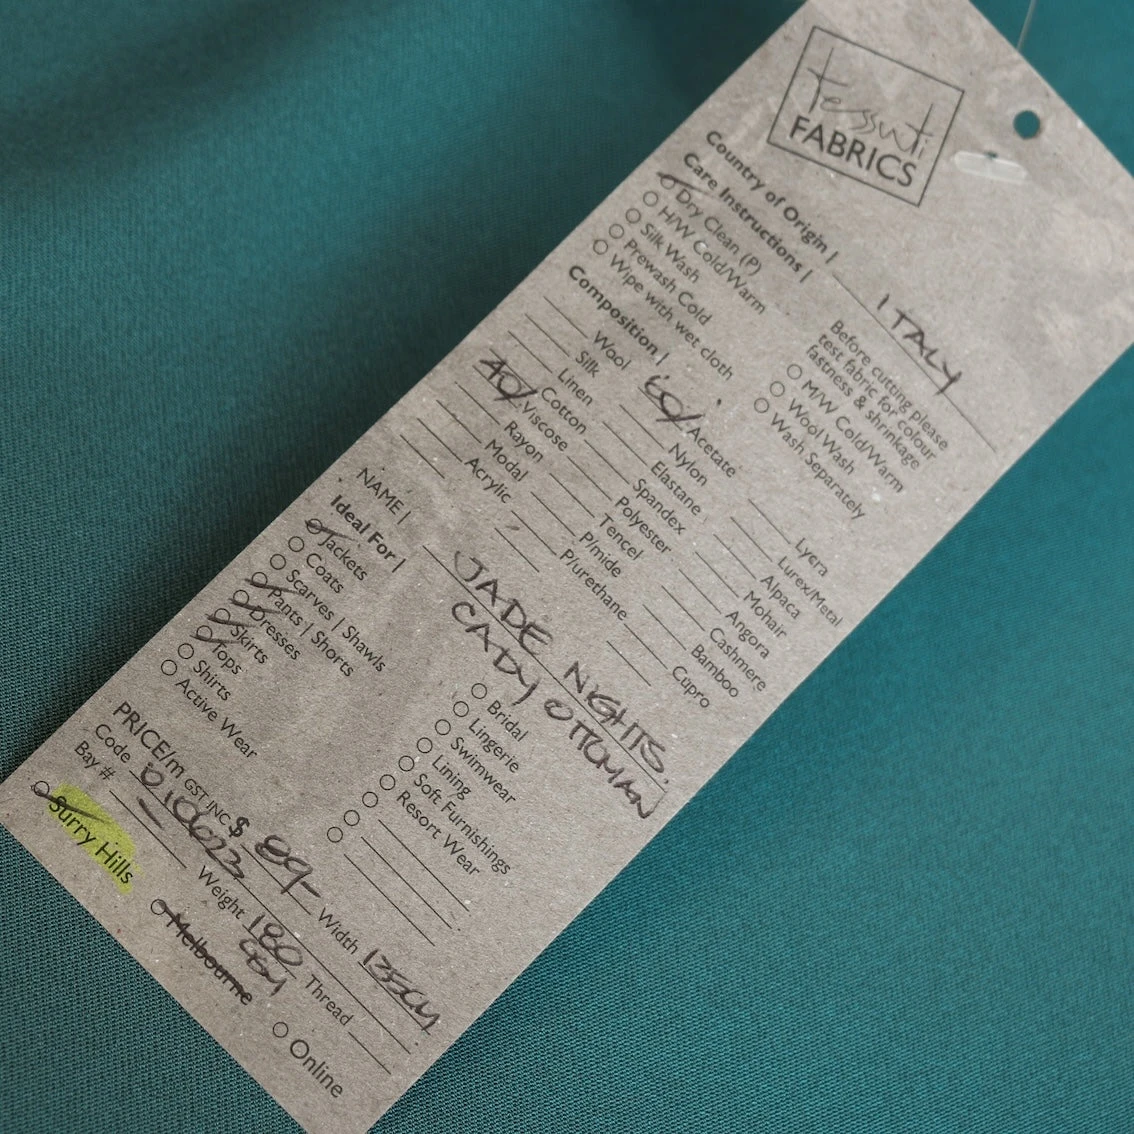 tessuti
FABRICS
Country of Origin | ITALY
Care Instructions |
Dry Clean (P)
H/W Cold/Warm
Silk Wash
Prewash Cold
Wipe with wet cloth
Before cutting please
test fabric for colour
fastness & shrinkage
M/W Cold/Warm
Wool Wash
Wash Separately
Composition |
Wool
Silk
Linen
Cotton
40% Viscose
Rayon
Modal
Acrylic
60% Acetate
Nylon
Elastane
Spandex
Polyester
Tencel
P/mide
P/urethane
Lycra
Lurex/Metal
Alpaca
Mohair
Angora
Cashmere
Bamboo
Cupro
NAME | JADE NIGHTS.
CADY OTTOMAN
Ideal For |
Jackets
Coats
Scarves | Shawls
Pants | Shorts
Dresses
Skirts
Tops
Shirts
Active Wear
Bridal
Lingerie
Swimwear
Lining
Soft Furnishings
Resort Wear
PRICE/m GST INC $ 89- Width 135CM
Code 010623 Weight 180 GSM Thread
Bay #
Surry Hills Melbourne Online